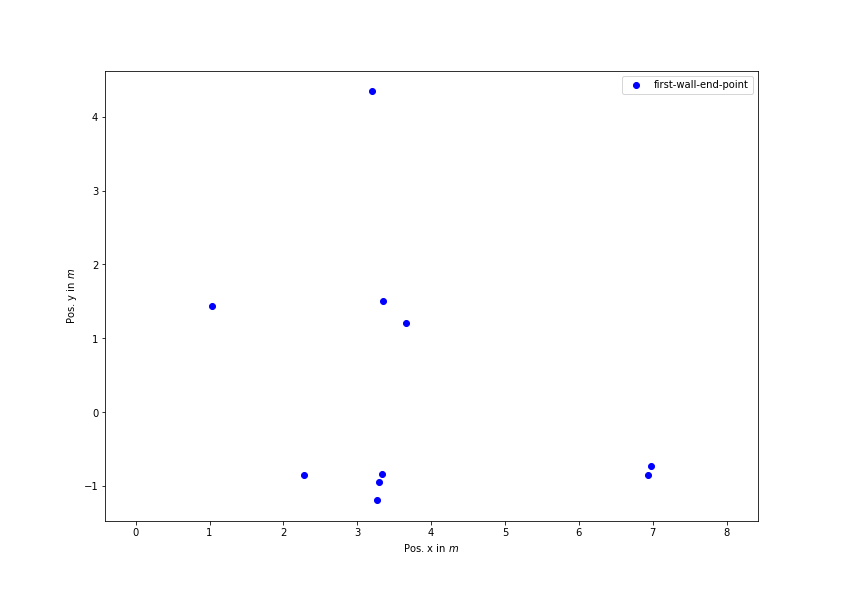 first-wall-end-point
4
3
2
1
0
−1
Pos. y in m
0 1 2 3 4 5 6 7 8
Pos. x in m